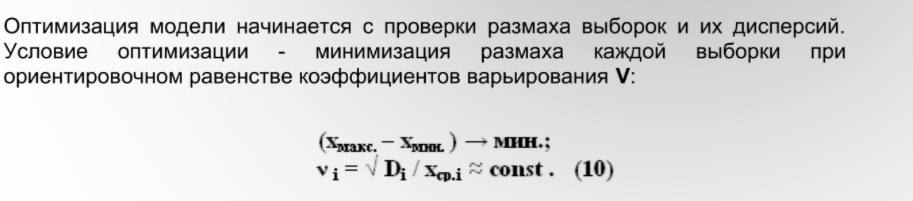 Оптимизация модели начинается с проверки размаха выборок и их дисперсий.
Условие оптимизации - минимизация размаха каждой выборки при
ориентировочном равенстве коэффициентов варьирования V:
(xмакс. – xмин. ) → мин.;
v i = √ Di / xср.i ≈ const . (10)